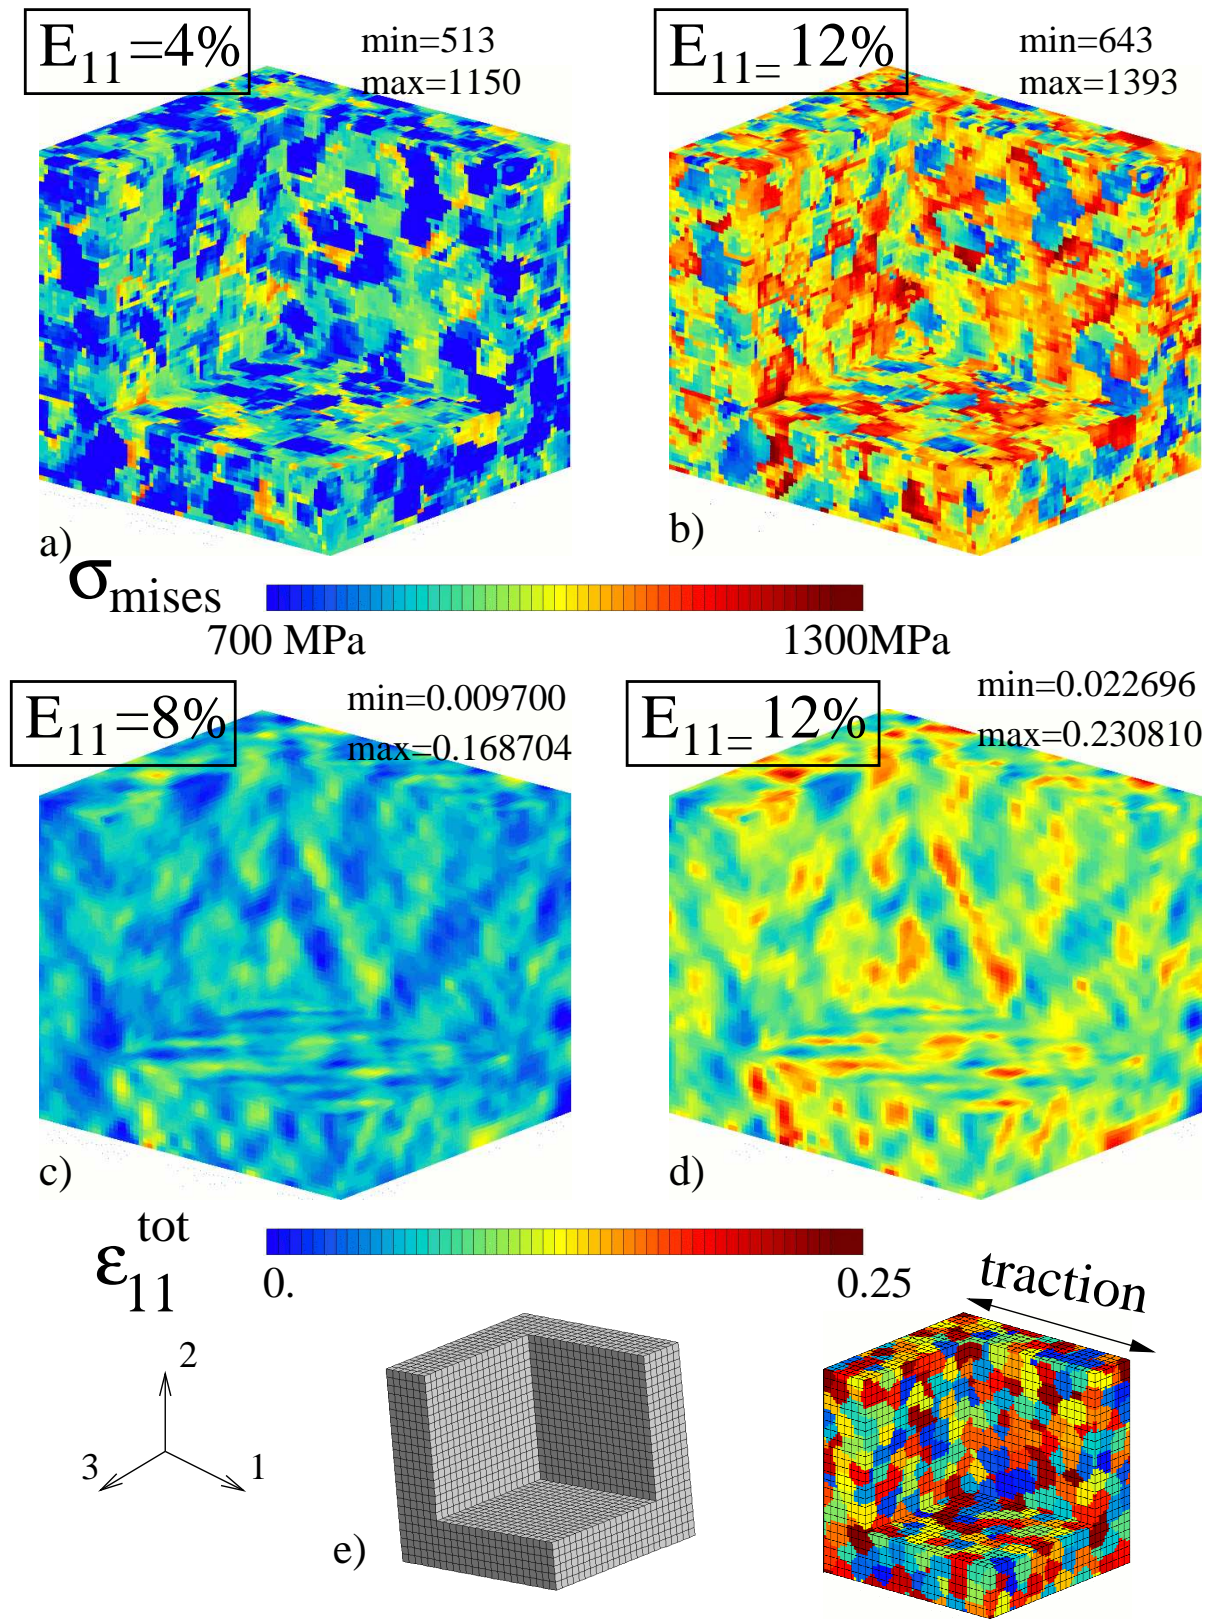 E11=4%
min=513
max=1150
E11= 12%
min=643
max=1393
a)
b)
σmises
700 MPa
1300MPa
E11=8%
min=0.009700
max=0.168704
E11= 12%
min=0.022696
max=0.230810
c)
d)
ε11tot
0.
0.25
traction
2
3
1
e)